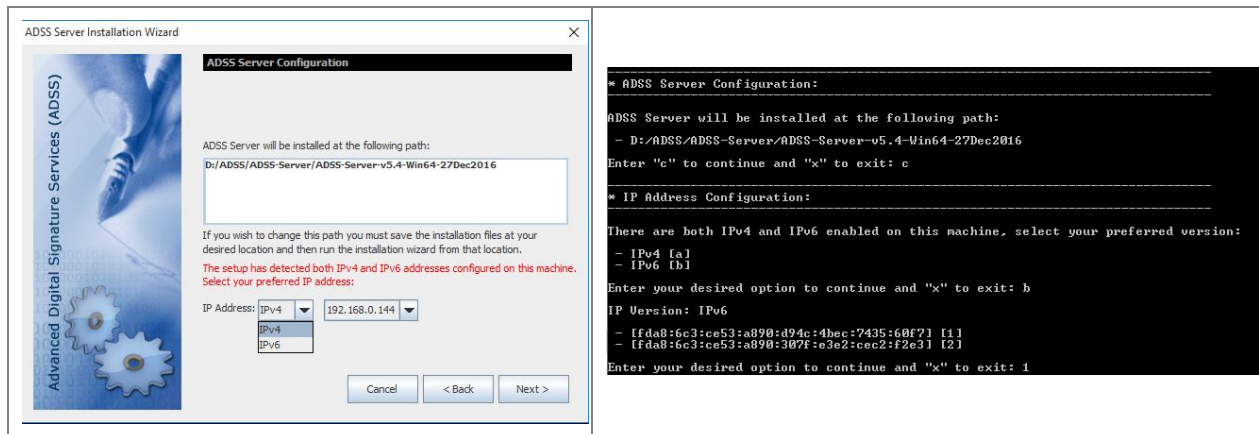 ADSS Server Installation Wizard
Advanced Digital Signature Services (ADSS)
ADSS Server Configuration
ADSS Server will be installed at the following path:
D:/ADSS/ADSS-Server/ADSS-Server-v5.4-Win64-27Dec2016
If you wish to change this path you must save the installation files at your
desired location and then run the installation wizard from that location.
The setup has detected both IPv4 and IPv6 addresses configured on this machine.
Select your preferred IP address:
IP Address: IPv4 192.168.0.144
IPv4
IPv6
Cancel < Back Next >
* ADSS Server Configuration:
ADSS Server will be installed at the following path:
- D:/ADSS/ADSS-Server/ADSS-Server-v5.4-Win64-27Dec2016
Enter "c" to continue and "x" to exit: c
* IP Address Configuration:
There are both IPv4 and IPv6 enabled on this machine, select your preferred version:
- IPv4 [a]
- IPv6 [b]
Enter your desired option to continue and "x" to exit: b
IP Version: IPv6
- [fda8:6c3:ce53:a890:d94c:4bec:7435:60f7] [1]
- [fda8:6c3:ce53:a890:307f:e3e2:cec2:f2e3] [2]
Enter your desired option to continue and "x" to exit: 1